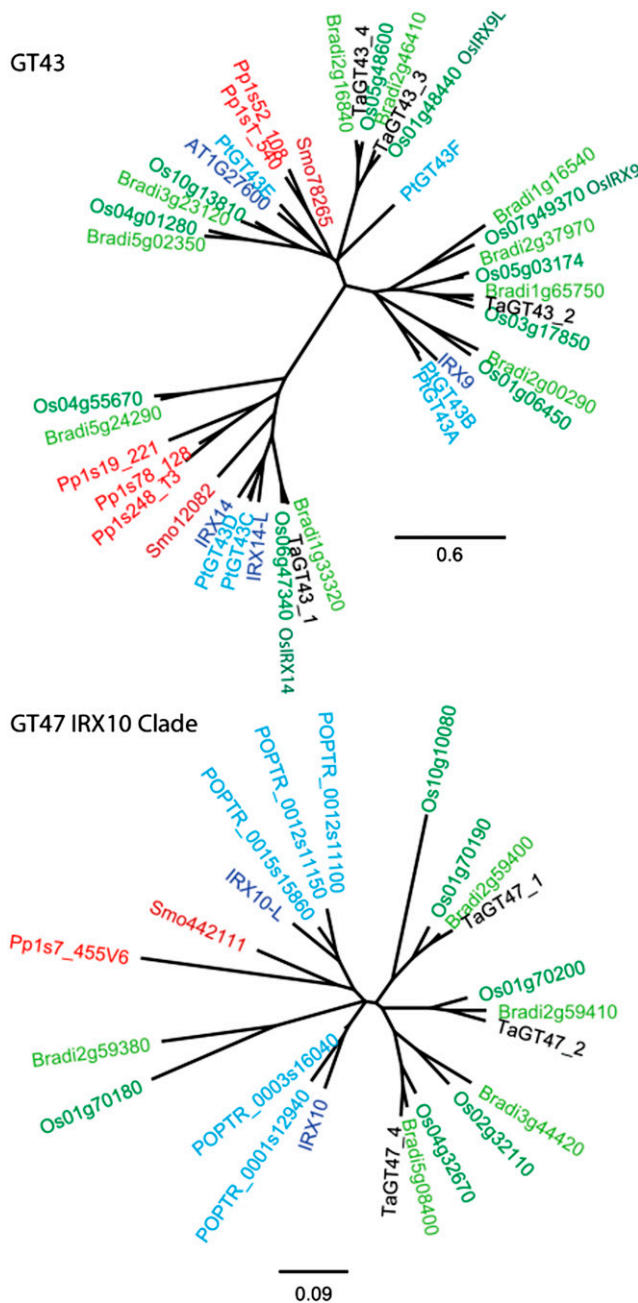 GT43
Bradi2g16840
TaGT43_4
Os05g48600
Bradi2g46410
TaGT43_3
Os01g48440 OsIRX9L
PtGT43F
Pp1s52_108
Pp1s1_540
Smo78265
PtGT43E
AT1G27600
Os10g13810
Bradi3g23120
Os04g01280
Bradi5g02350
Bradi1g16540
Os07g49370 OsIRX9
Bradi2g37970
Os05g03174
Bradi1g65750
TaGT43_2
Os03g17850
Bradi2g00290
Os01g06450
IRX9
PtGT43B
PtGT43A
Os04g55670
Bradi5g24290
Pp1s19_221
Pp1s78_128
Pp1s248_13
Smo12082
IRX14
PtGT43D
PtGT43C
IRX14-L
Os06g47340 OsIRX14
TaGT43_1
Bradi1g33320
0.6
GT47 IRX10 Clade
POPTR_0012s11100
POPTR_0012s11150
POPTR_0015s15860
IRX10-L
Smo442111
Pp1s7_455V6
Os10g10080
Os01g70190
Bradi2g59400
TaGT47_1
Os01g70200
Bradi2g59410
TaGT47_2
Bradi2g59380
Os01g70180
POPTR_0003s16040
POPTR_0001s12940
IRX10
Bradi3g44420
Os02g32110
Os04g32670
Bradi5g08400
TaGT47_4
0.09